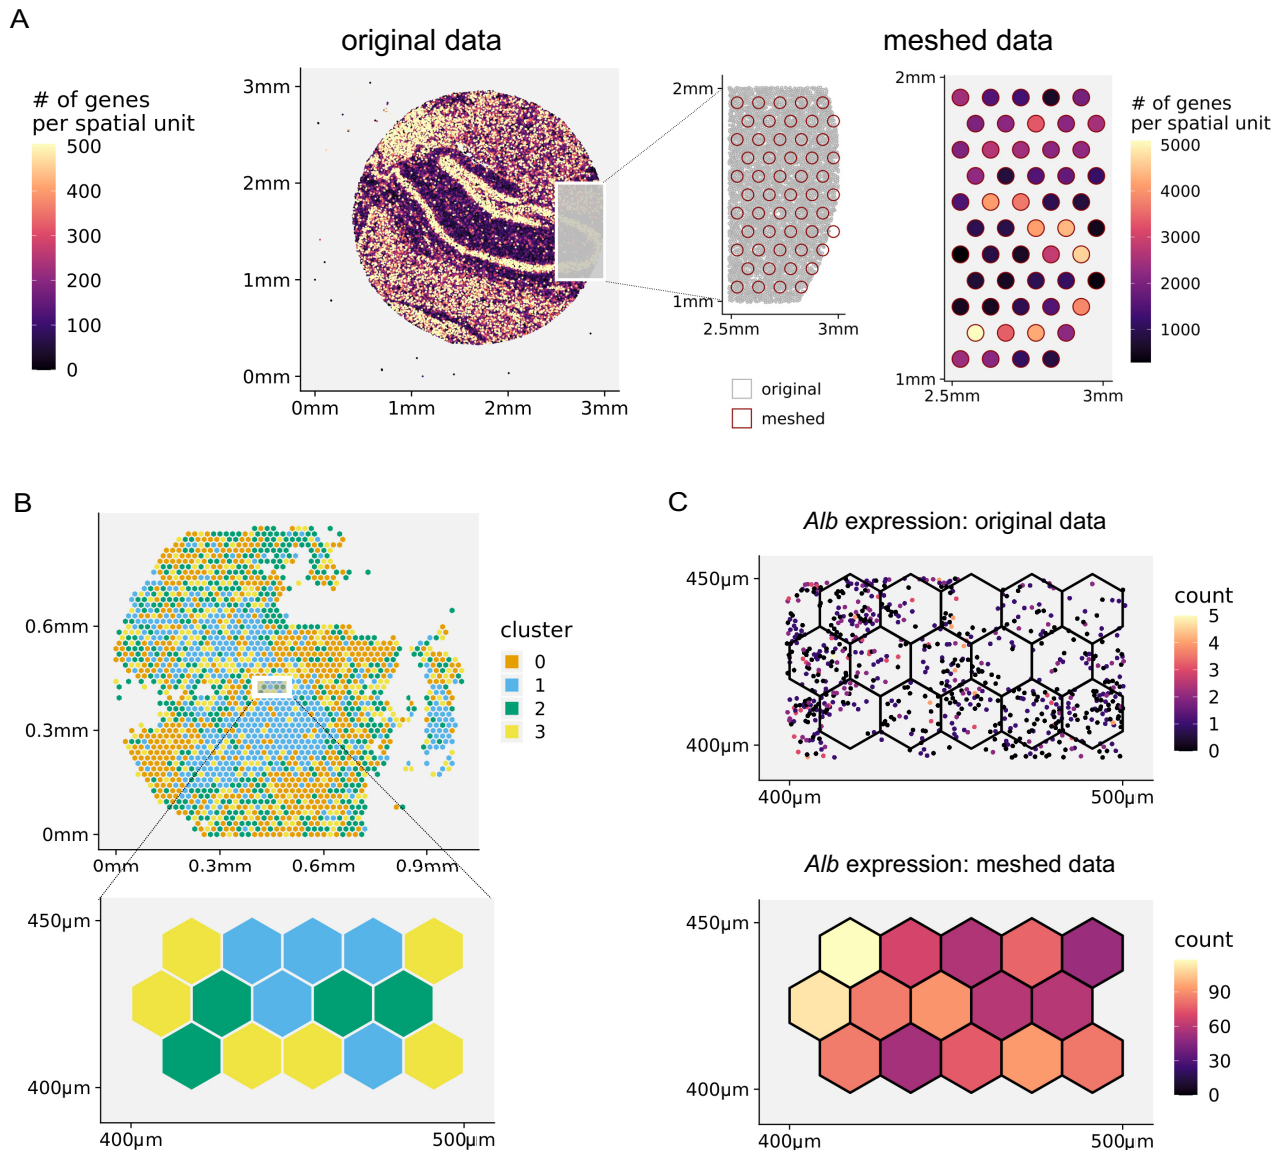 A
original data
meshed data
# of genes
per spatial unit
500
400
300
200
100
0
3mm
2mm
1mm
0mm
0mm
1mm
2mm
3mm
2mm
1mm
2.5mm
3mm
original
meshed
2mm
1mm
2.5mm
3mm
# of genes
per spatial unit
5000
4000
3000
2000
1000
B
0.6mm
0.3mm
0mm
0mm
0.3mm
0.6mm
0.9mm
cluster
0
1
2
3
450µm
400µm
400µm
500µm
C
Alb expression: original data
450µm
400µm
400µm
500µm
count
5
4
3
2
1
0
Alb expression: meshed data
450µm
400µm
400µm
500µm
count
90
60
30
0